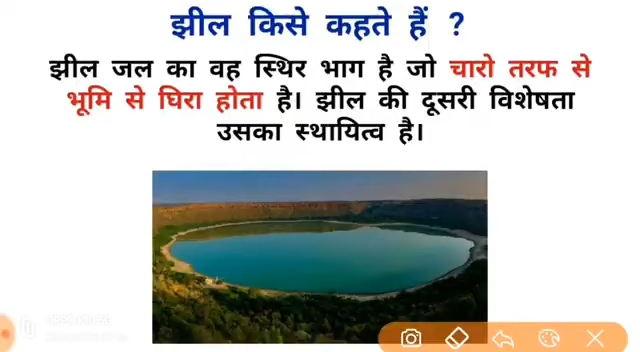 झील किसे कहते हैं ?
झील जल का वह स्थिर भाग है जो चारो तरफ से
भूमि से घिरा होता है। झील की दूसरी विशेषता
उसका स्थायित्व है।